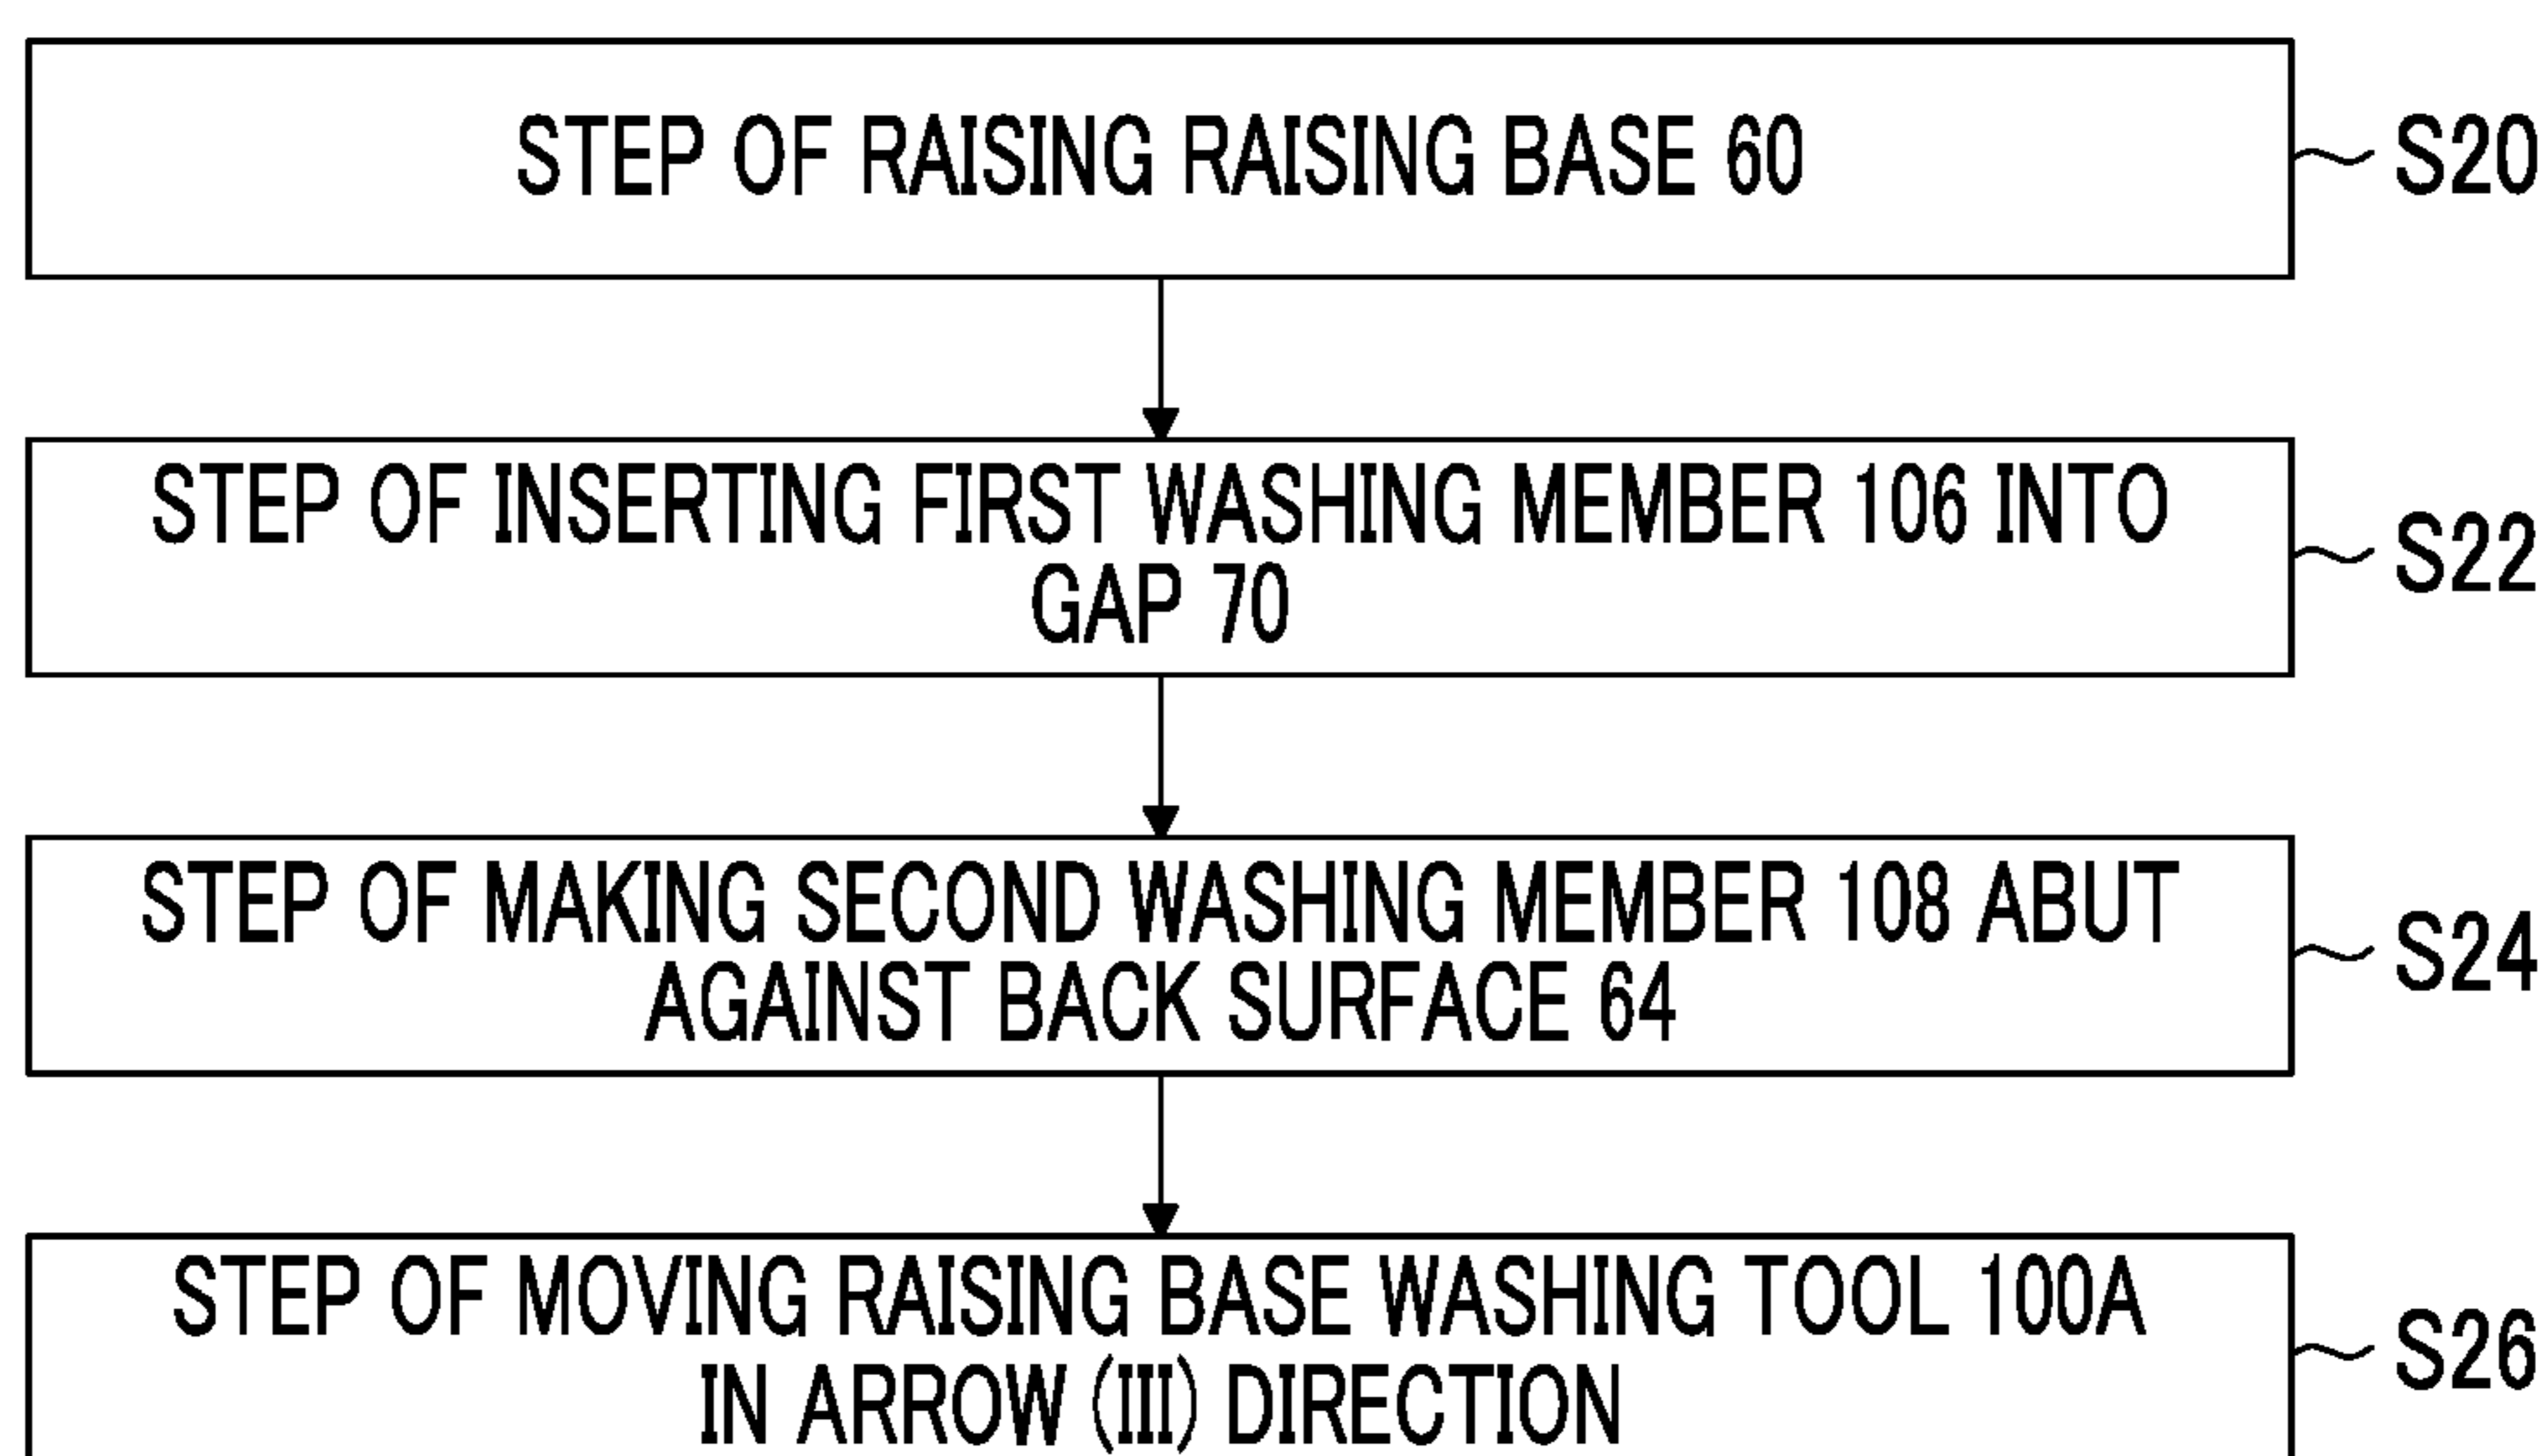 STEP OF RAISING RAISING BASE 60
S20
STEP OF INSERTING FIRST WASHING MEMBER 106 INTO
GAP 70
S22
STEP OF MAKING SECOND WASHING MEMBER 108 ABUT
AGAINST BACK SURFACE 64
S24
STEP OF MOVING RAISING BASE WASHING TOOL 100A
IN ARROW (III) DIRECTION
S26